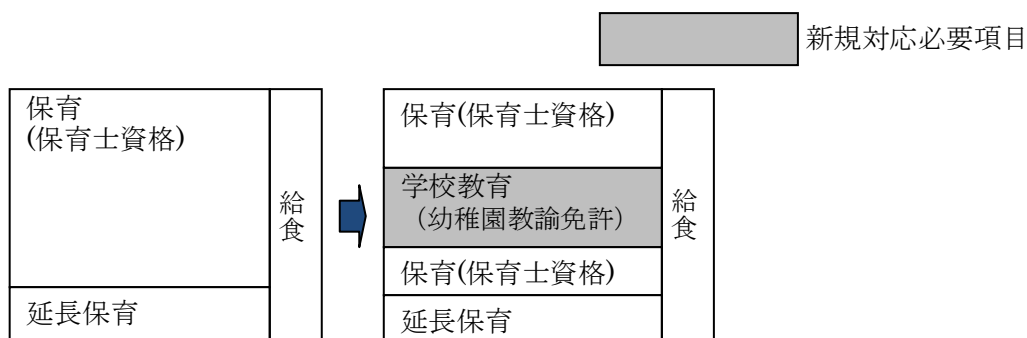 新規対応必要項目
保育
(保育士資格)
延長保育
給食
保育(保育士資格)
学校教育
（幼稚園教諭免許）
保育(保育士資格)
延長保育
給食